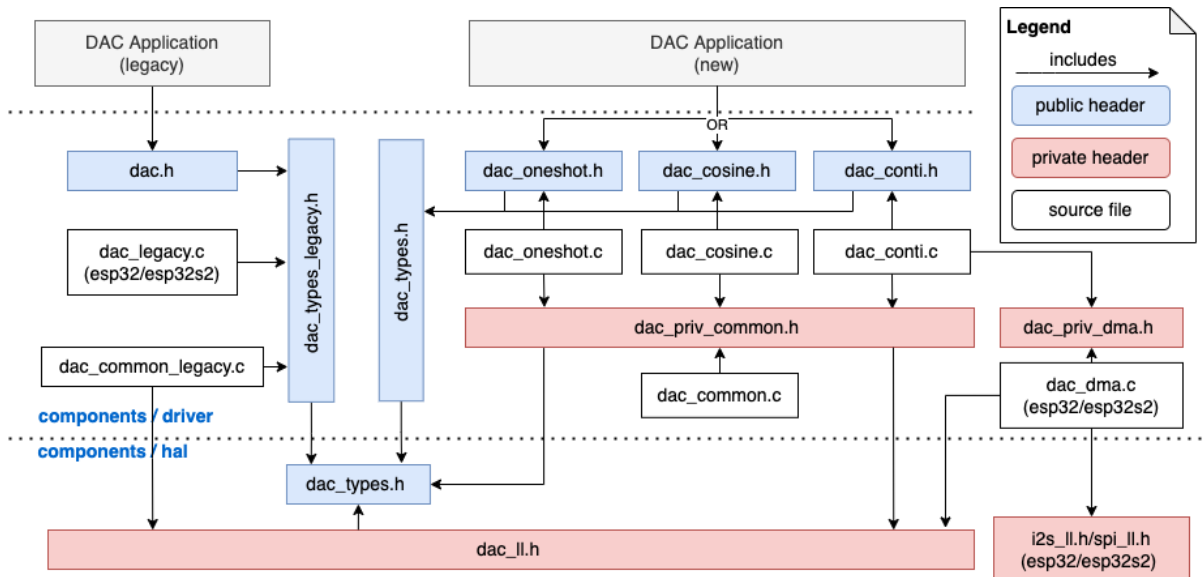 DAC Application
(legacy)
DAC Application
(new)
Legend
includes
public header
private header
source file
OR
dac.h
dac_types_legacy.h
dac_types.h
dac_oneshot.h
dac_cosine.h
dac_conti.h
dac_legacy.c
(esp32/esp32s2)
dac_oneshot.c
dac_cosine.c
dac_conti.c
dac_priv_common.h
dac_priv_dma.h
dac_common_legacy.c
dac_common.c
dac_dma.c
(esp32/esp32s2)
components / driver
components / hal
dac_types.h
dac_ll.h
i2s_ll.h/spi_ll.h
(esp32/esp32s2)